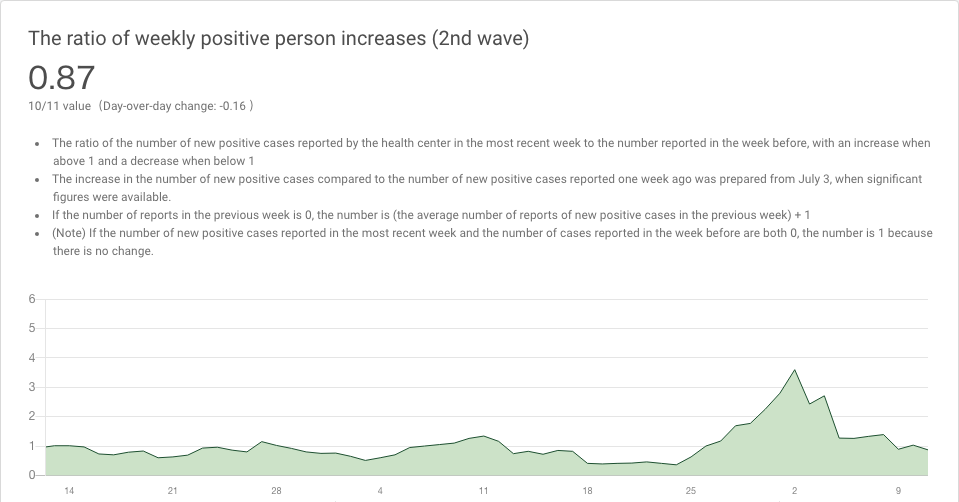 The ratio of weekly positive person increases (2nd wave)
0.87
10/11 value（Day-over-day change: -0.16 ）
• The ratio of the number of new positive cases reported by the health center in the most recent week to the number reported in the week before, with an increase when
above 1 and a decrease when below 1
• The increase in the number of new positive cases compared to the number of new positive cases reported one week ago was prepared from July 3, when significant
figures were available.
• If the number of reports in the previous week is 0, the number is (the average number of reports of new positive cases in the previous week) + 1
• (Note) If the number of new positive cases reported in the most recent week and the number of cases reported in the week before are both 0, the number is 1 because
there is no change.
6
5
4
3
2
1
0
14 21 28 4 11 18 25 2 9